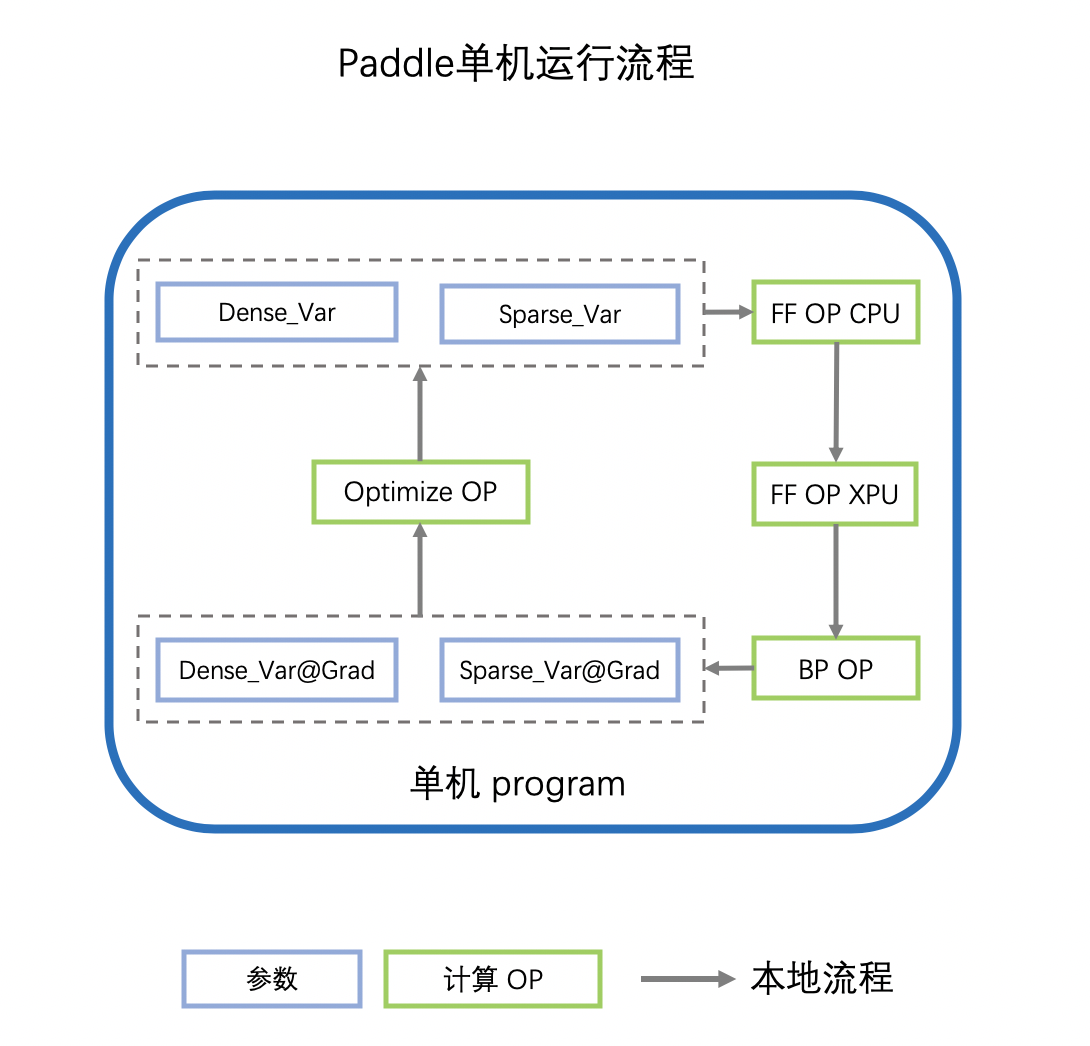 Paddle单机运行流程
Dense_Var
Sparse_Var
FF OP CPU
Optimize OP
FF OP XPU
Dense_Var@Grad
Sparse_Var@Grad
BP OP
单机 program
参数
计算 OP
本地流程